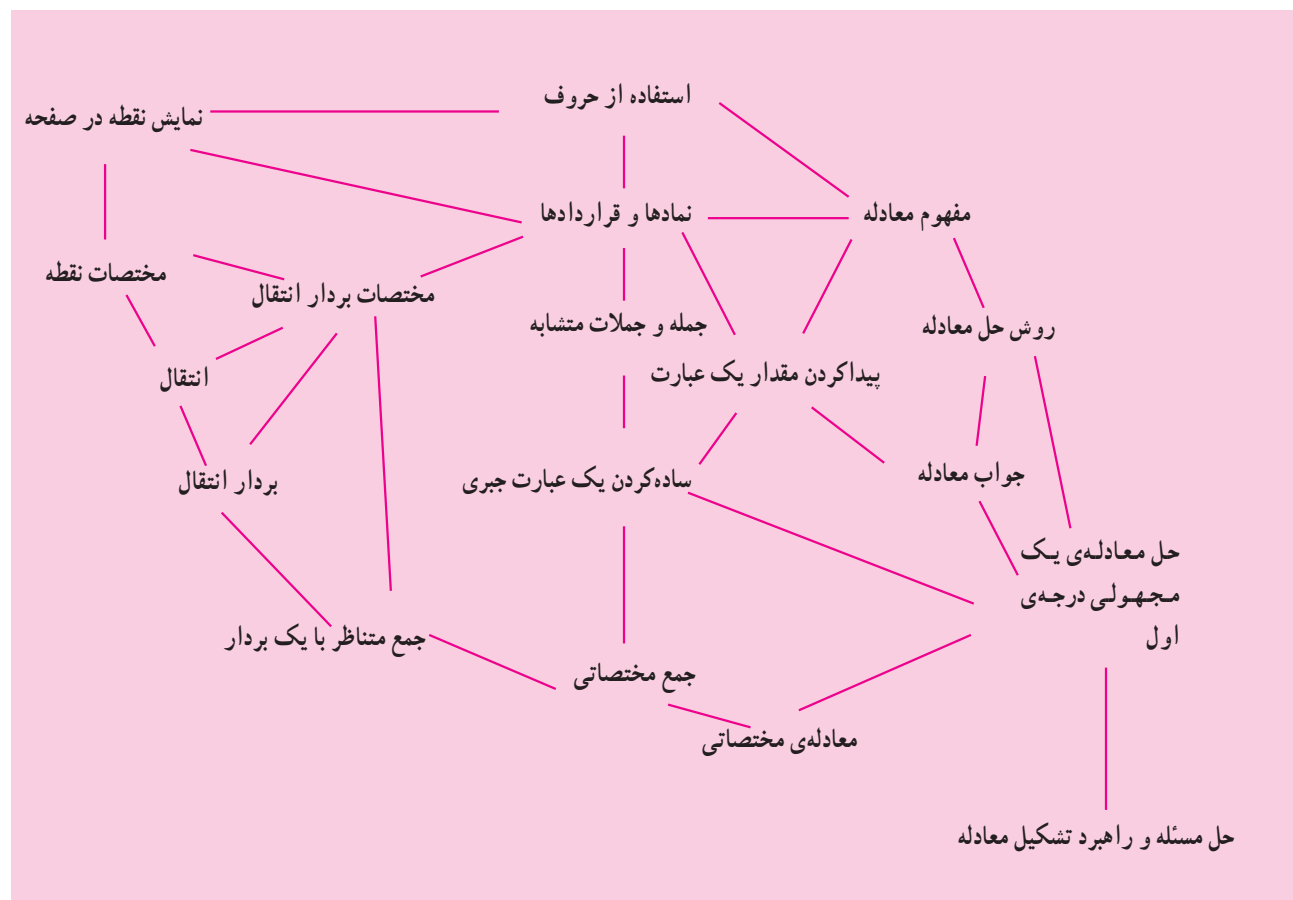 استفاده از حروف
نمایش نقطه در صفحه
مفهوم معادله
نمادها و قراردادها
مختصات نقطه
مختصات بردار انتقال
جمله و جملات متشابه
روش حل معادله
پیداکردن مقدار یک عبارت
انتقال
جواب معادله
ساده‌کردن یک عبارت جبری
بردار انتقال
حل معادله‌ی یک
مجهولی درجه‌ی
اول
جمع متناظر با یک بردار
جمع مختصاتی
معادله‌ی مختصاتی
حل مسئله و راهبرد تشکیل معادله